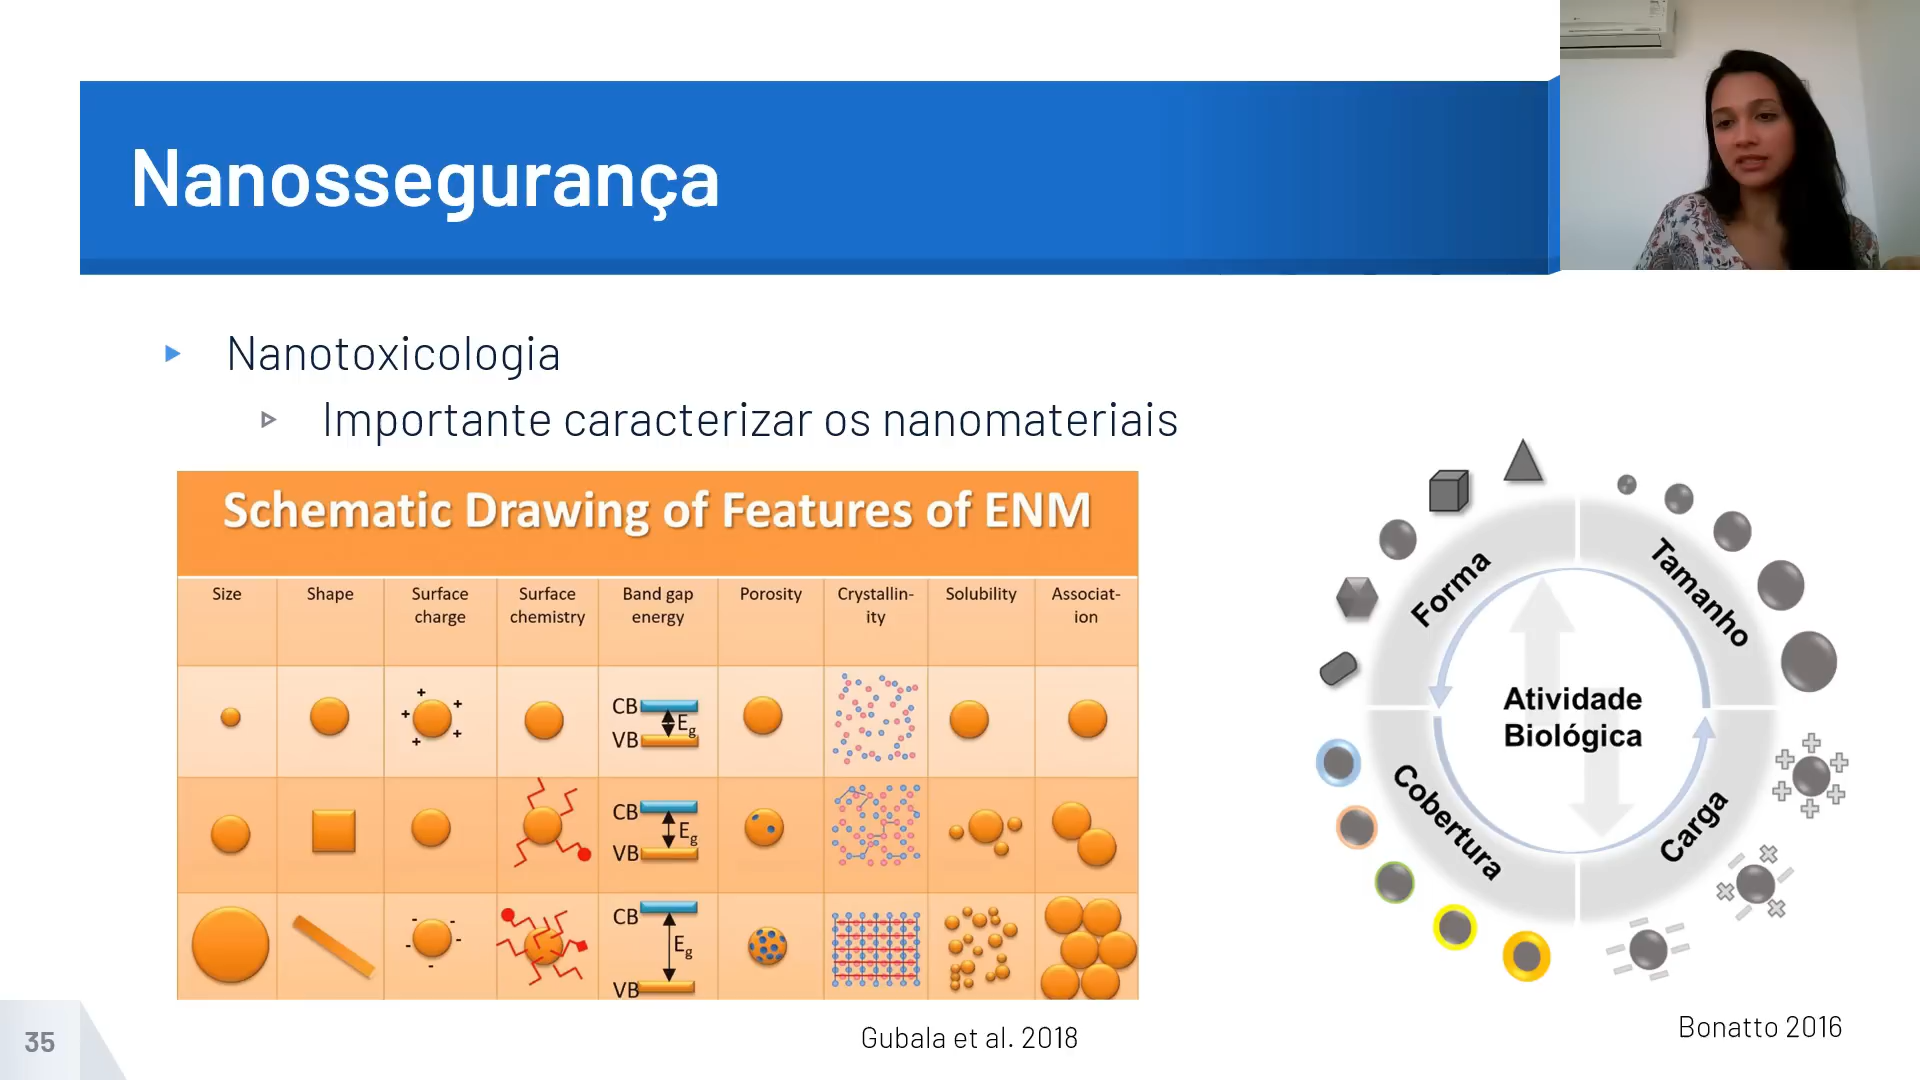 Nanossegurança
Nanotoxicologia
Importante caracterizar os nanomateriais
Schematic Drawing of Features of ENM
Size
Shape
Surface
charge
Surface
chemistry
Band gap
energy
Porosity
Crystallin-
ity
Solubility
Associat-
ion
CB
Eg
VB
CB
Eg
VB
CB
Eg
VB
Gubala et al. 2018
Forma
Tamanho
Atividade
Biológica
Cobertura
Carga
Bonatto 2016
35